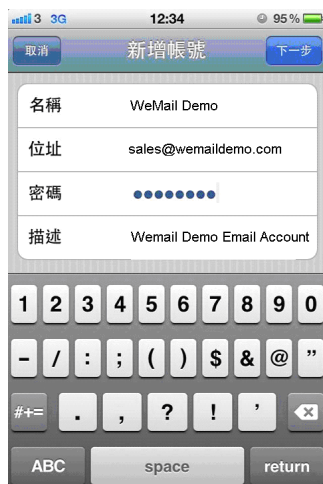 3 3G 12:34 95%
取消 新增帳號 下一步
名稱 WeMail Demo
位址 sales@wemaildemo.com
密碼 ●●●●●●●●
描述 Wemail Demo Email Account
1 2 3 4 5 6 7 8 9 0
- / : ; ( ) $ & @ ”
#+= . , ? ! ’
ABC space return